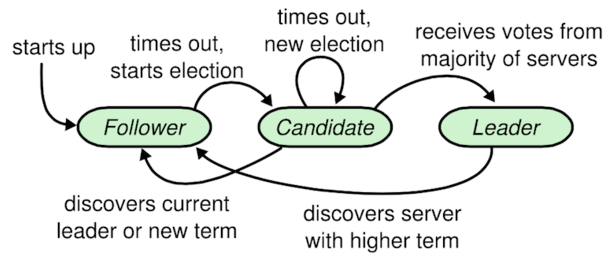 starts up
times out,
starts election
times out,
new election
receives votes from
majority of servers
Follower
Candidate
Leader
discovers current
leader or new term
discovers server
with higher term